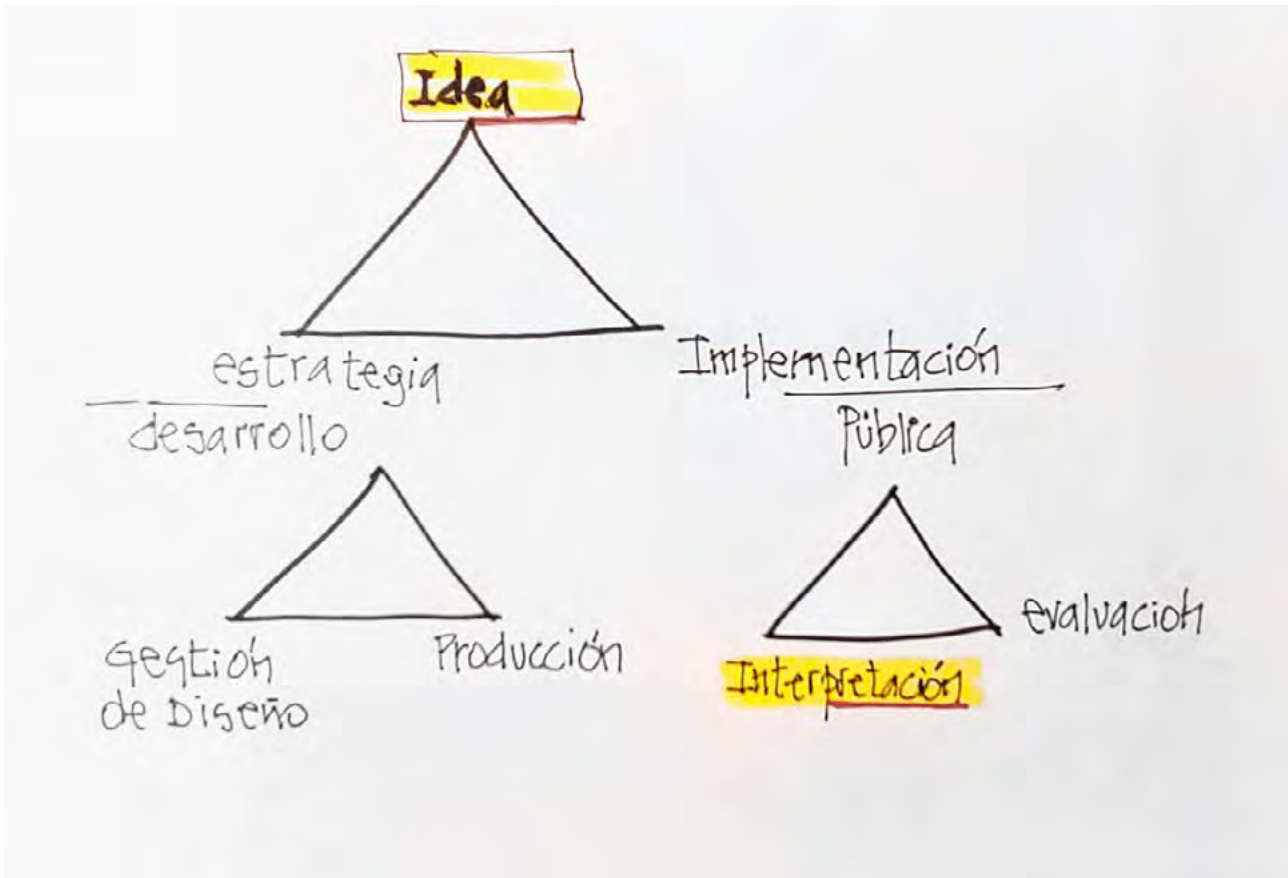 Idea
estrategia
desarrollo
Implementación
Pública
Gestión
de Diseño
Producción
Interpretación
evaluación